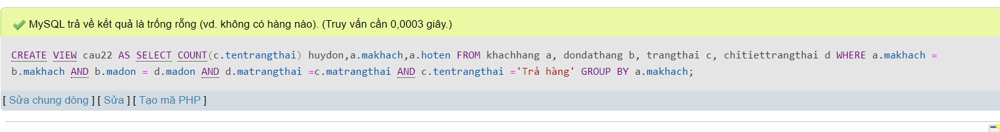 MySQL trả về kết quả là trống rỗng (vd. không có hàng nào). (Truy vấn cần 0,0003 giây.)
CREATE VIEW cau22 AS SELECT COUNT(c.tentrangthai) huydon,a.makhach,a.hoten FROM khachhang a, dondathang b, trangthai c, chitiettrangthai d WHERE a.makhach =
b.makhach AND b.madon = d.madon AND d.matrangthai =c.matrangthai AND c.tentrangthai ='Trả hàng' GROUP BY a.makhach;
[ Sửa chung dòng ] [ Sửa ] [ Tạo mã PHP ]